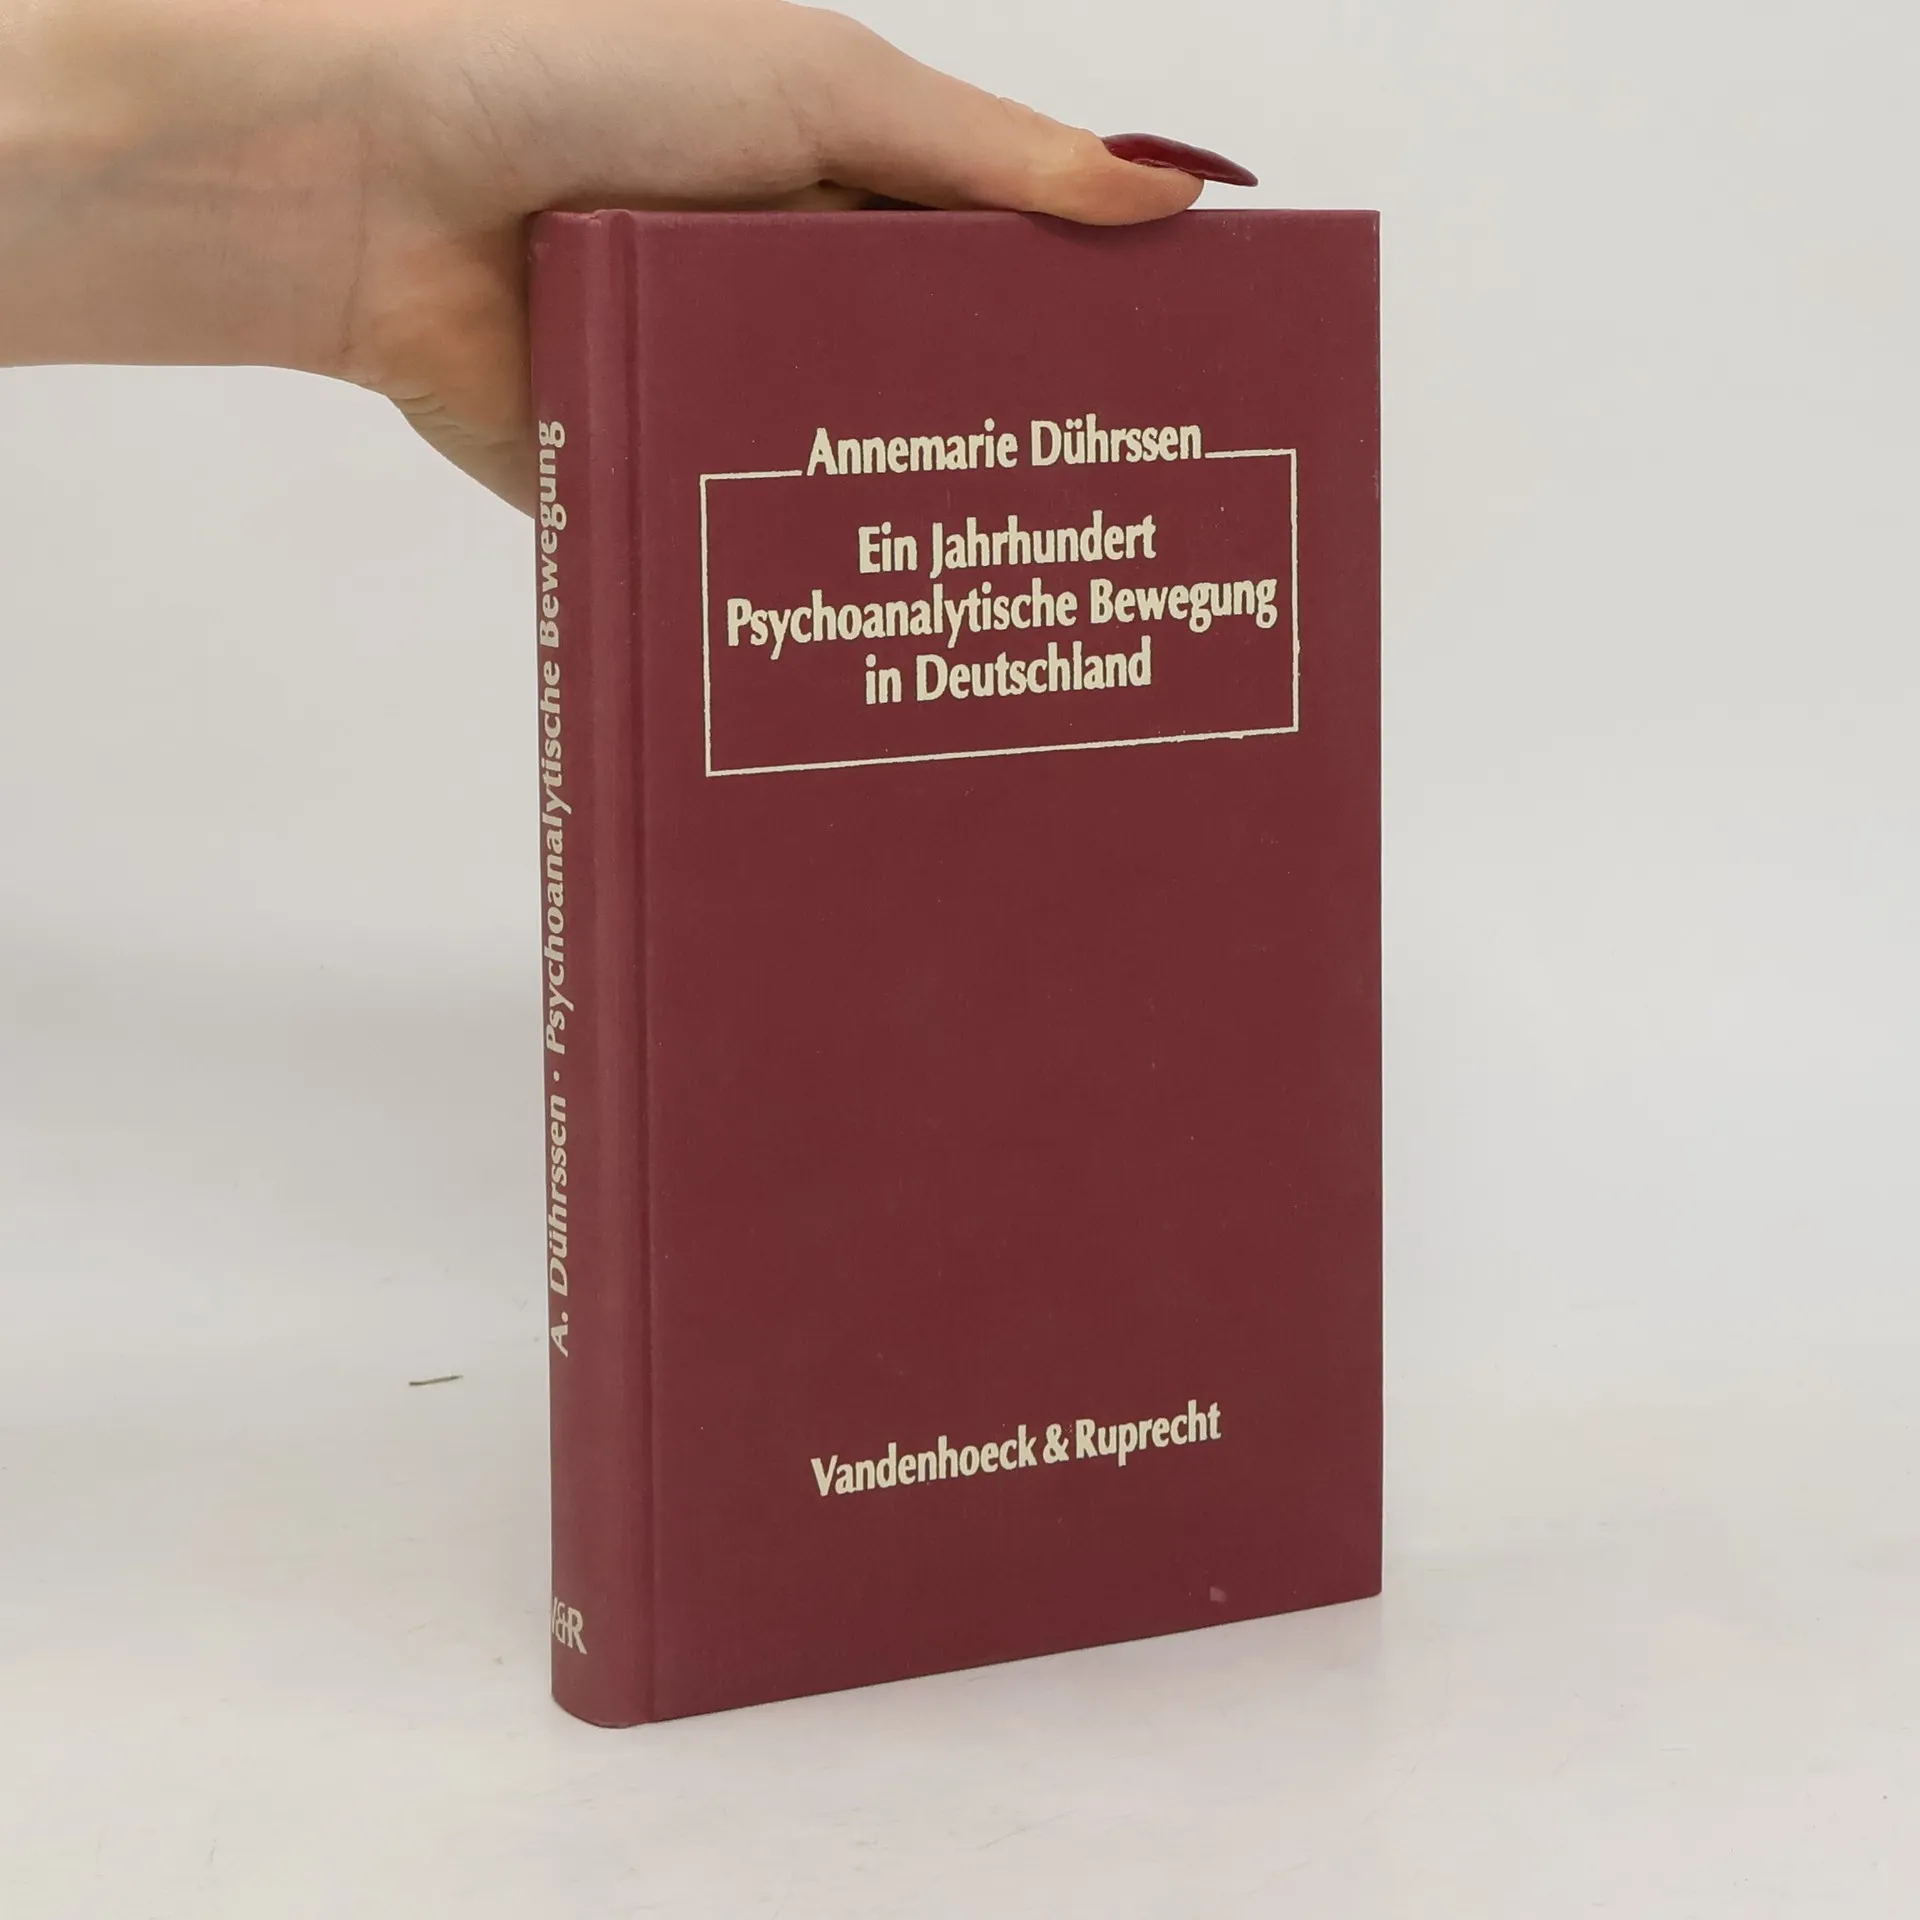 Annemarie Dührssen
Ein Jahrhundert
Psychoanalytische Bewegung
in Deutschland
Vandenhoeck & Ruprecht
A. Dührssen · Psychoanalytische Bewegung
V&R